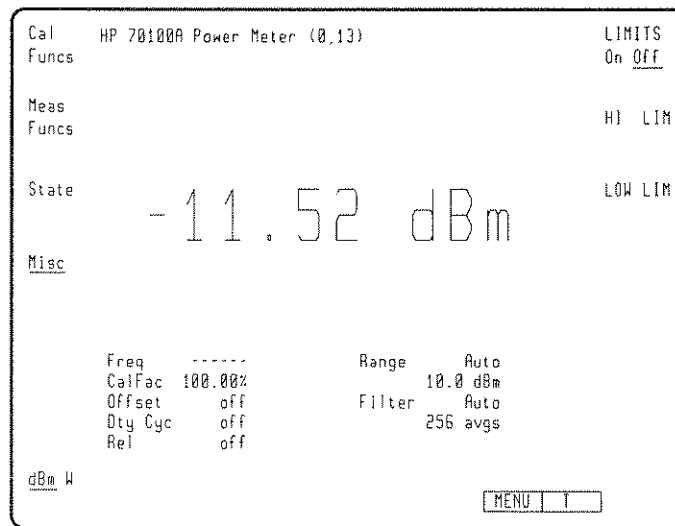 Cal
Funcs
HP 70100A Power Meter (0,13)
LIMITS
On Off
Meas
Funcs
HI LIM
State
-11.52 dBm
LOW LIM
Misc
Freq ------
CalFac 100.00%
Offset off
Dty Cyc off
Rel off
Range Auto
10.0 dBm
Filter Auto
256 avgs
dBm W
MENU T